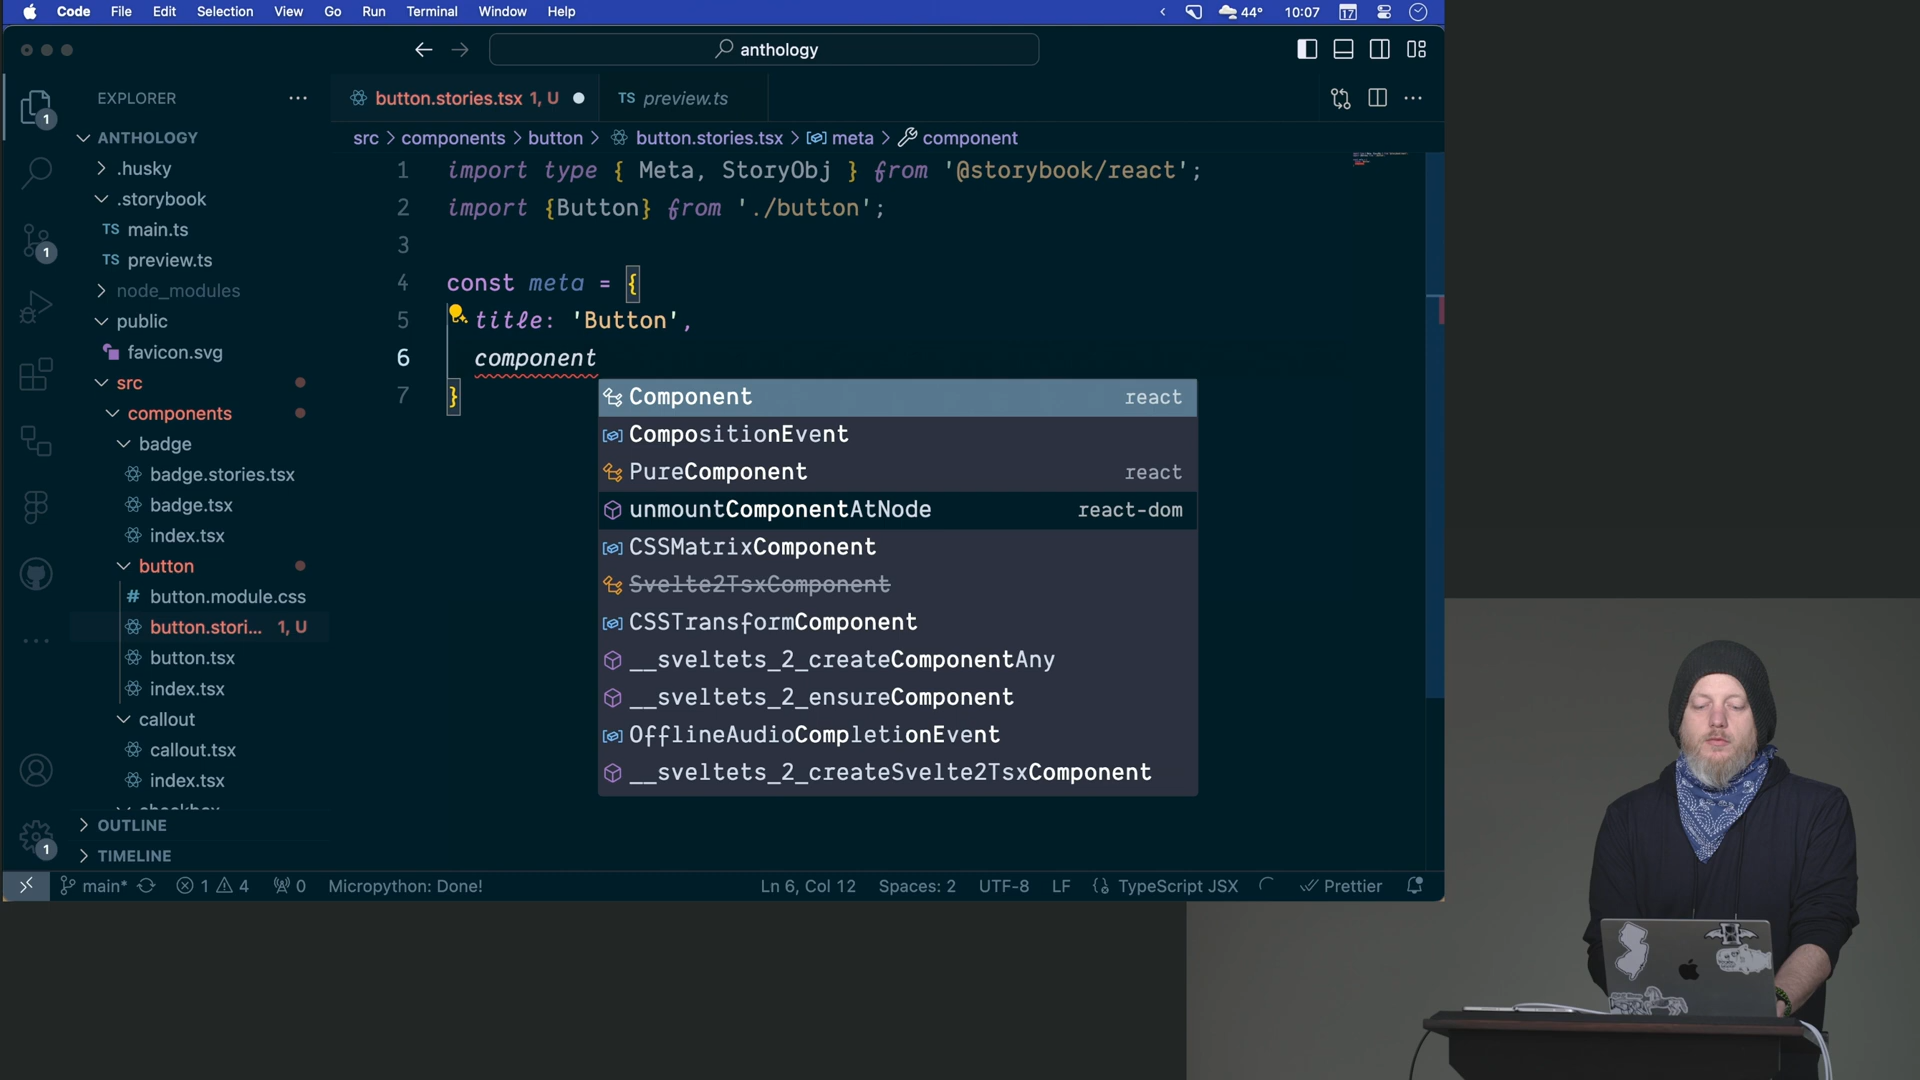 Code File Edit Selection View Go Run Terminal Window Help
44° 10:07 17
anthology
EXPLORER
button.stories.tsx 1, U
TS preview.ts
src > components > button > button.stories.tsx > meta > component
ANTHOLOGY
.husky
.storybook
TS main.ts
TS preview.ts
node_modules
public
favicon.svg
src
components
badge
badge.stories.tsx
badge.tsx
index.tsx
button
# button.module.css
button.stori... 1, U
button.tsx
index.tsx
callout
callout.tsx
index.tsx
OUTLINE
TIMELINE
1
1
1
1 import type { Meta, StoryObj } from '@storybook/react';
2 import {Button} from './button';
3
4 const meta = {
5 title: 'Button',
6 component
7 }
Component react
CompositionEvent
PureComponent react
unmountComponentAtNode react-dom
CSSMatrixComponent
Svelte2TsxComponent
CSSTransformComponent
__sveltets_2_createComponentAny
__sveltets_2_ensureComponent
OfflineAudioCompletionEvent
__sveltets_2_createSvelte2TsxComponent
main* 1 4 0 Micropython: Done! Ln 6, Col 12 Spaces: 2 UTF-8 LF {} TypeScript JSX Prettier